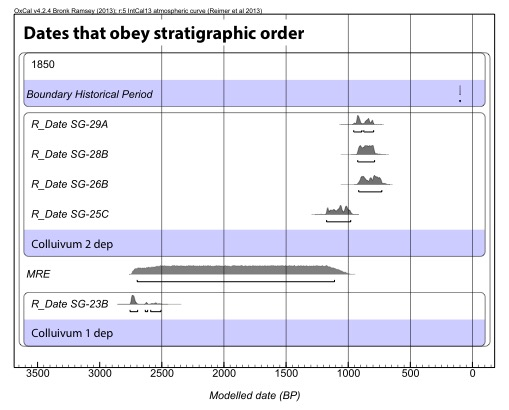 OxCal v4.2.4 Bronk Ramsey (2013); r:5 IntCal13 atmospheric curve (Reimer et al 2013)
Dates that obey stratigraphic order
1850
Boundary Historical Period
R_Date SG-29A
R_Date SG-28B
R_Date SG-26B
R_Date SG-25C
Colluivum 2 dep
MRE
R_Date SG-23B
Colluivum 1 dep
3500 3000 2500 2000 1500 1000 500 0
Modelled date (BP)